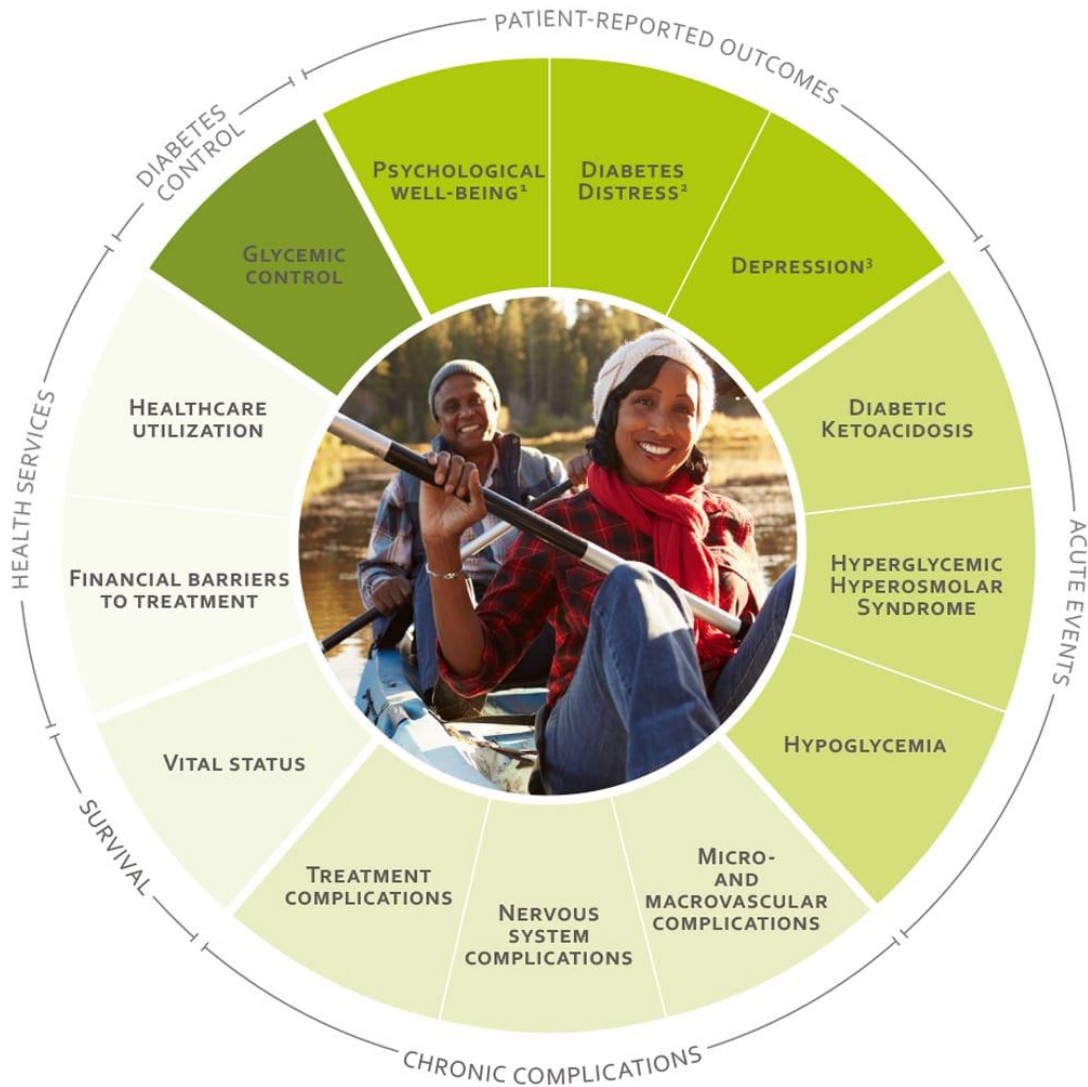 PATIENT-REPORTED OUTCOMES
DIABETES
CONTROL
PSYCHOLOGICAL
WELL-BEING¹
DIABETES
DISTRESS²
DEPRESSION³
GLYCEMIC
CONTROL
DIABETIC
KETOACIDOSIS
HYPERGLYCEMIC
HYPEROSMOLAR
SYNDROME
HYPOGLYCEMIA
ACUTE EVENTS
MICRO-
AND
MACROVASCULAR
COMPLICATIONS
NERVOUS
SYSTEM
COMPLICATIONS
TREATMENT
COMPLICATIONS
CHRONIC COMPLICATIONS
VITAL STATUS
SURVIVAL
FINANCIAL BARRIERS
TO TREATMENT
HEALTHCARE
UTILIZATION
HEALTH SERVICES